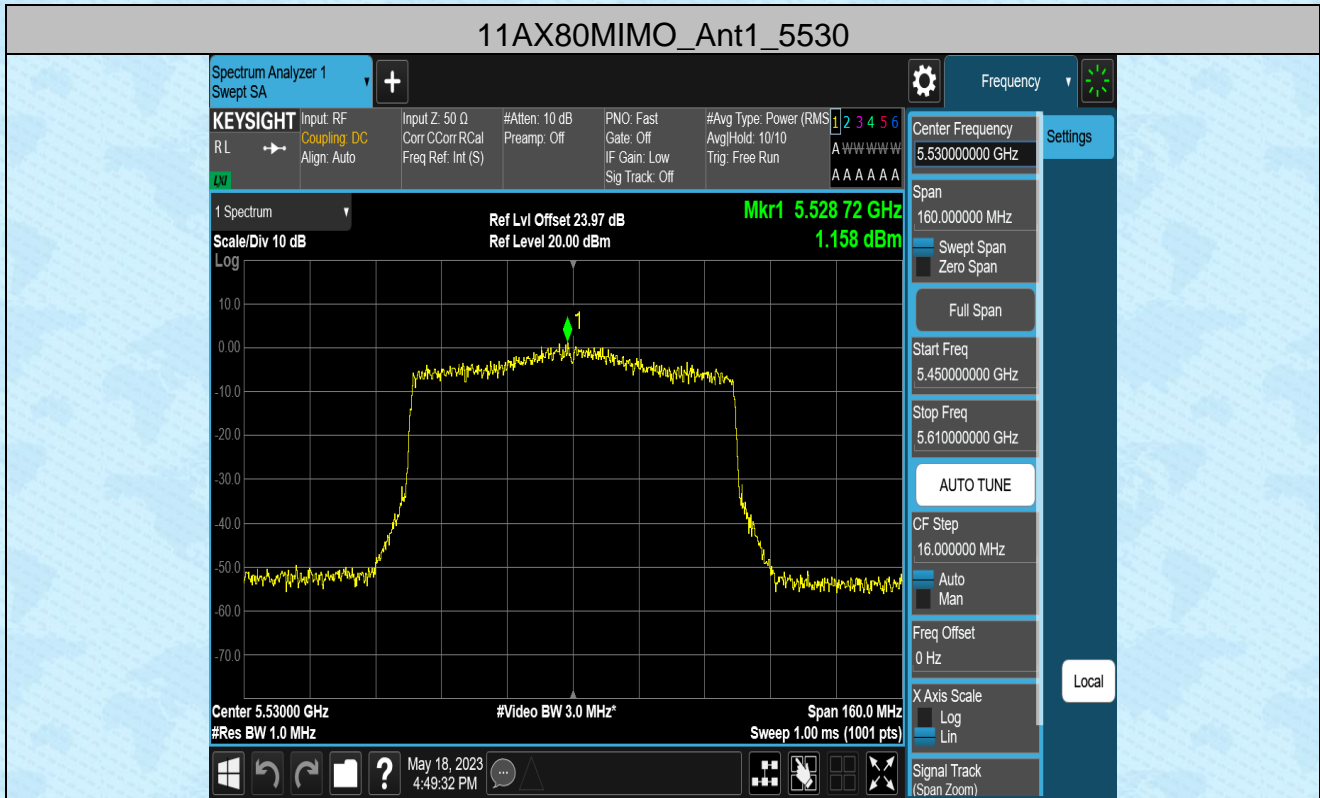 11AX80MIMO_Ant1_5530
Spectrum Analyzer 1
Swept SA
+
Frequency
KEYSIGHT
RL
LXI
Input: RF
Coupling: DC
Align: Auto
Input Z: 50 Ω
Corr CCorr RCal
Freq Ref: Int (S)
#Atten: 10 dB
Preamp: Off
PNO: Fast
Gate: Off
IF Gain: Low
Sig Track: Off
#Avg Type: Power (RMS
Avg|Hold: 10/10
Trig: Free Run
1 2 3 4 5 6
A W W W W W
A A A A A A
1 Spectrum
Scale/Div 10 dB
Log
Ref Lvl Offset 23.97 dB
Ref Level 20.00 dBm
Mkr1 5.528 72 GHz
1.158 dBm
1
10.0
0.00
-10.0
-20.0
-30.0
-40.0
-50.0
-60.0
-70.0
Center 5.53000 GHz
#Res BW 1.0 MHz
#Video BW 3.0 MHz*
Span 160.0 MHz
Sweep 1.00 ms (1001 pts)
Center Frequency
5.530000000 GHz
Settings
Span
160.000000 MHz
Swept Span
Zero Span
Full Span
Start Freq
5.450000000 GHz
Stop Freq
5.610000000 GHz
AUTO TUNE
CF Step
16.000000 MHz
Auto
Man
Freq Offset
0 Hz
X Axis Scale
Log
Lin
Local
Signal Track
(Span Zoom)
?
May 18, 2023
4:49:32 PM